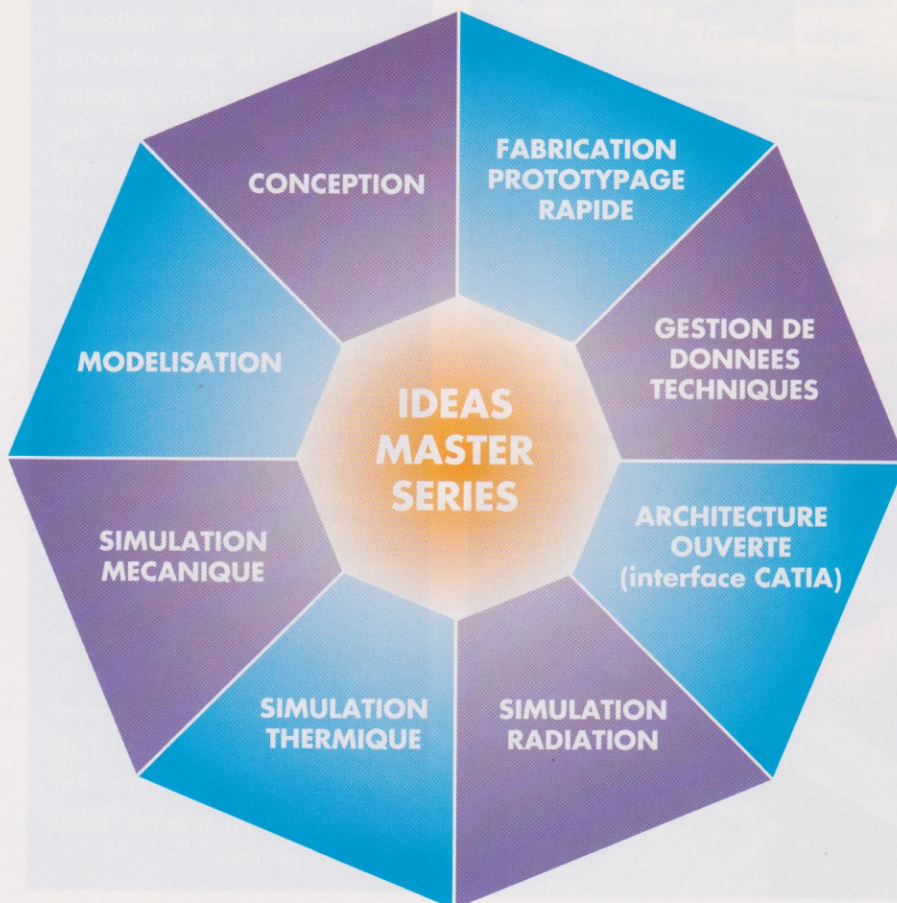 CONCEPTION
FABRICATION
PROTOTYPAGE
RAPIDE
GESTION DE
DONNEES
TECHNIQUES
ARCHITECTURE
OUVERTE
(interface CATIA)
SIMULATION
RADIATION
SIMULATION
THERMIQUE
SIMULATION
MECANIQUE
MODELISATION
IDEAS
MASTER
SERIES